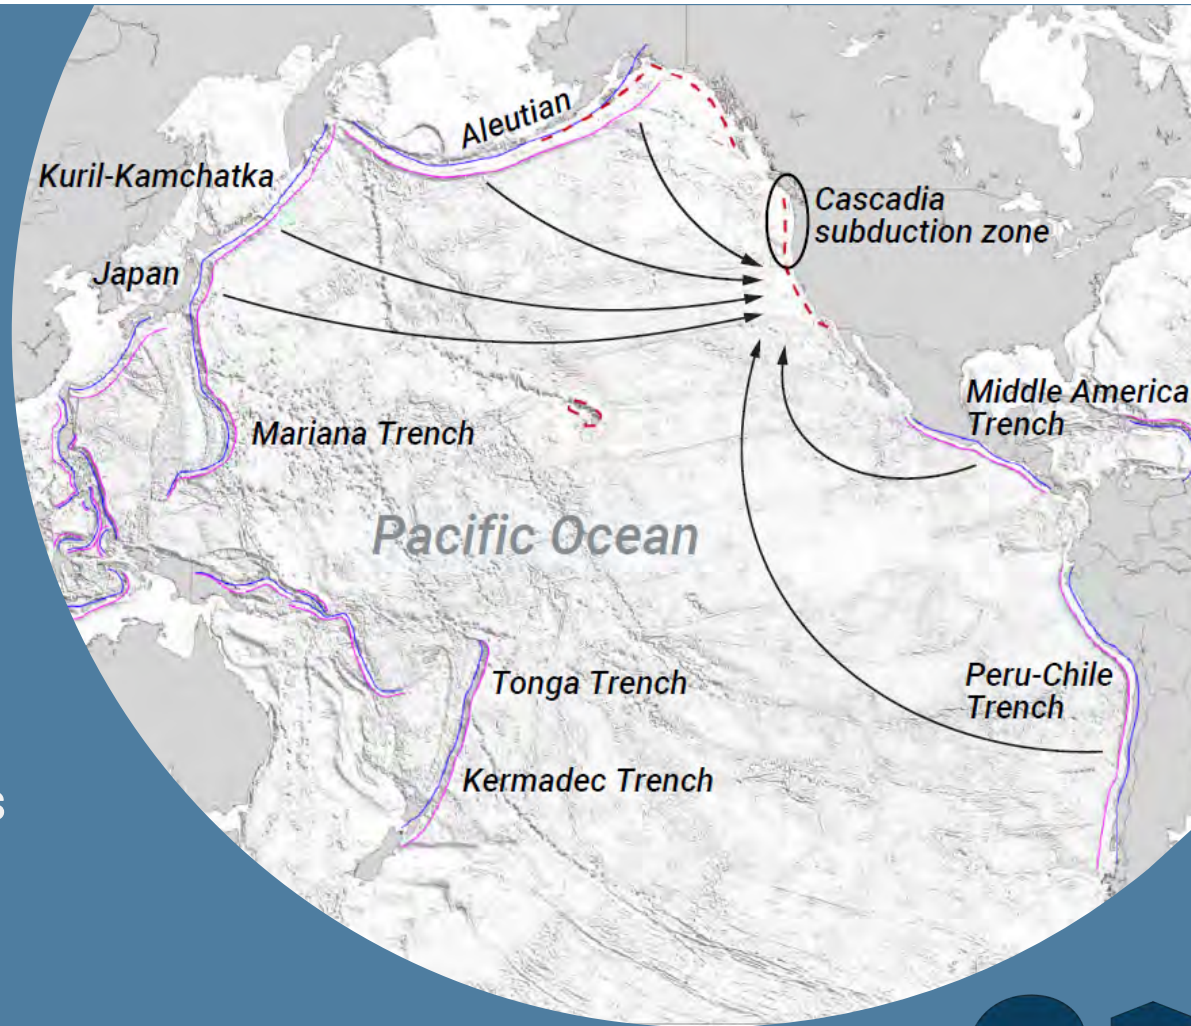 Aleutian
Kuril-Kamchatka
Cascadia
subduction zone
Japan
Middle America
Trench
Mariana Trench
Pacific Ocean
Peru-Chile
Trench
Tonga Trench
Kermadec Trench
s